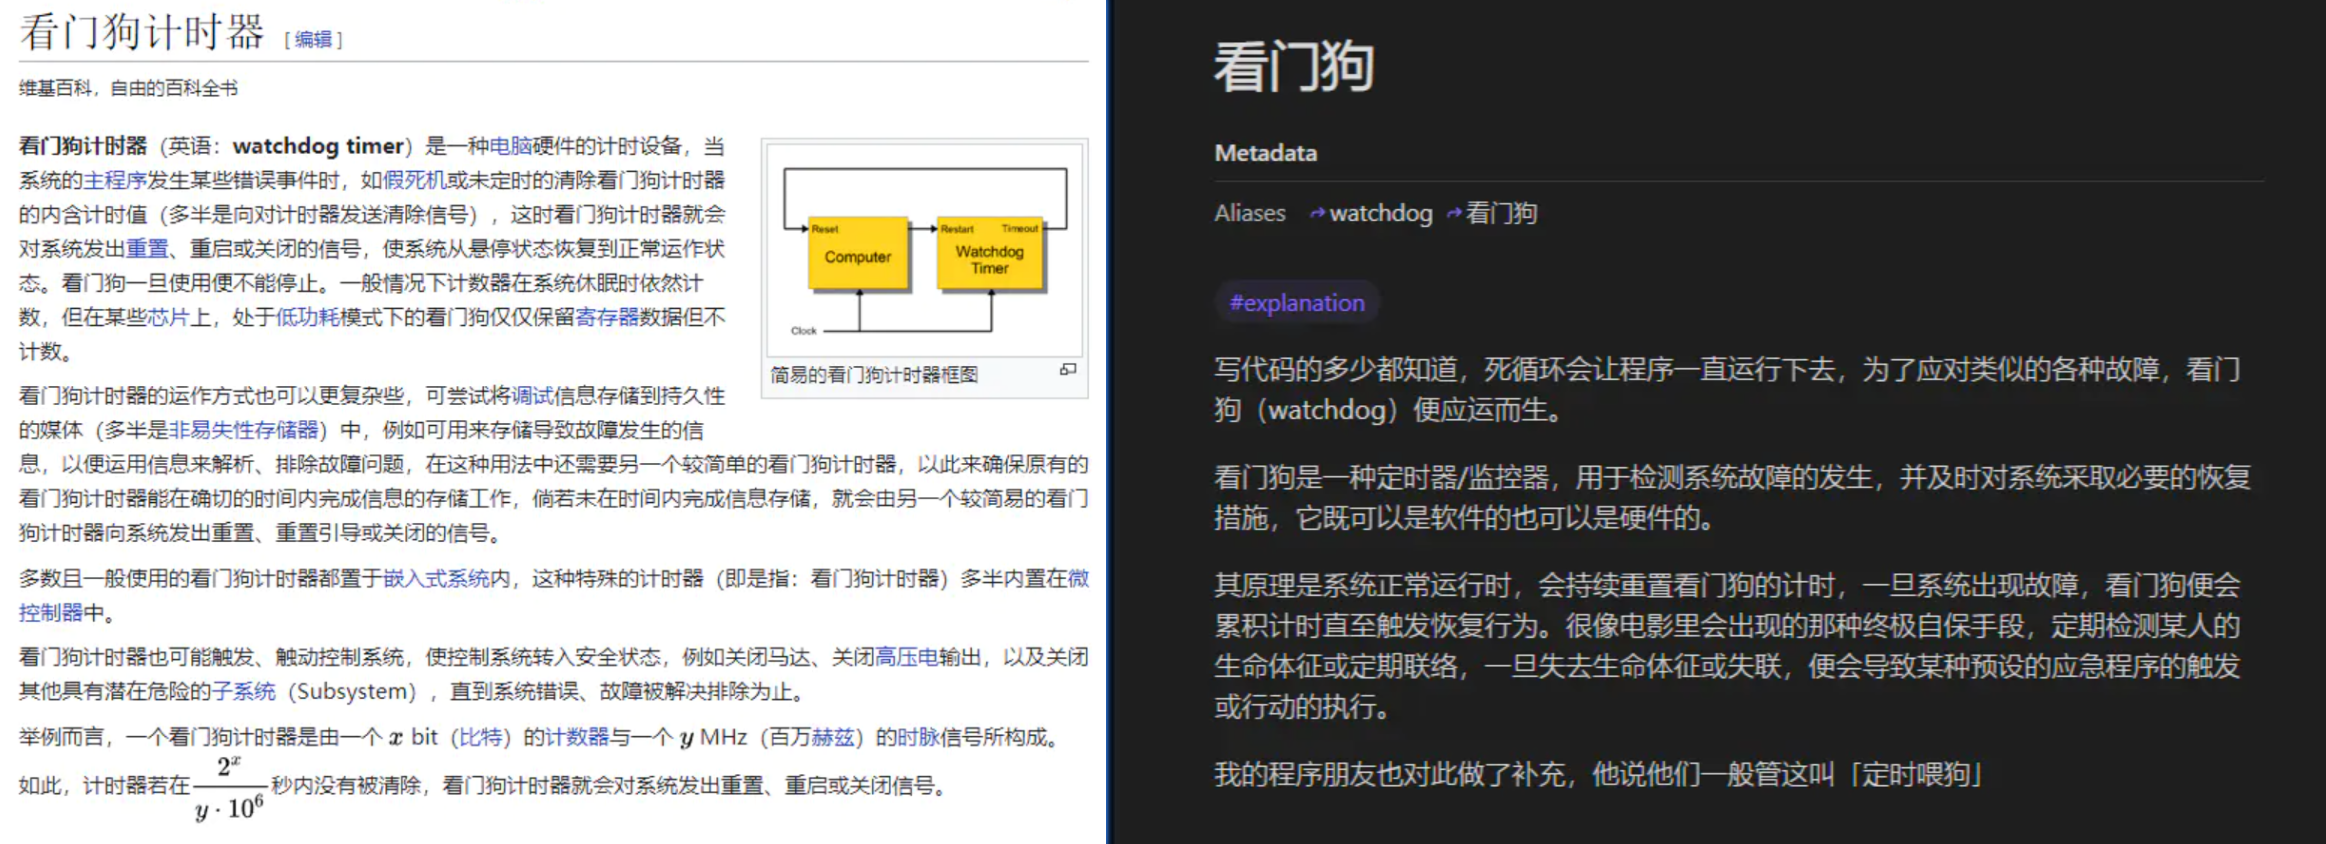 看门狗计时器 [编辑]
维基百科，自由的百科全书
看门狗计时器（英语：watchdog timer）是一种电脑硬件的计时设备，当
系统的主程序发生某些错误事件时，如假死机或未定时的清除看门狗计时器
的内含计时值（多半是向对计时器发送清除信号），这时看门狗计时器就会
对系统发出重置、重启或关闭的信号，使系统从悬停状态恢复到正常运作状
态。看门狗一旦使用便不能停止。一般情况下计数器在系统休眠时依然计
数，但在某些芯片上，处于低功耗模式下的看门狗仅仅保留寄存器数据但不
计数。
Reset
Computer
Restart Timeout
Watchdog
Timer
Clock
简易的看门狗计时器框图
看门狗计时器的运作方式也可以更复杂些，可尝试将调试信息存储到持久性
的媒体（多半是非易失性存储器）中，例如可用来存储导致故障发生的信
息，以便运用信息来解析、排除故障问题，在这种用法中还需要另一个较简单的看门狗计时器，以此来确保原有的
看门狗计时器能在确切的时间内完成信息的存储工作，倘若未在时间内完成信息存储，就会由另一个较简易的看门
狗计时器向系统发出重置、重置引导或关闭的信号。
多数且一般使用的看门狗计时器都置于嵌入式系统内，这种特殊的计时器（即是指：看门狗计时器）多半内置在微
控制器中。
看门狗计时器也可能触发、触动控制系统，使控制系统转入安全状态，例如关闭马达、关闭高压电输出，以及关闭
其他具有潜在危险的子系统（Subsystem），直到系统错误、故障被解决排除为止。
举例而言，一个看门狗计时器是由一个 x bit（比特）的计数器与一个 y MHz（百万赫兹）的时脉信号所构成。
如此，计时器若在 2^x / (y · 10^6) 秒内没有被清除，看门狗计时器就会对系统发出重置、重启或关闭信号。
看门狗
Metadata
Aliases watchdog 看门狗
#explanation
写代码的多少都知道，死循环会让程序一直运行下去，为了应对类似的各种故障，看门
狗（watchdog）便应运而生。
看门狗是一种定时器/监控器，用于检测系统故障的发生，并及时对系统采取必要的恢复
措施，它既可以是软件的也可以是硬件的。
其原理是系统正常运行时，会持续重置看门狗的计时，一旦系统出现故障，看门狗便会
累积计时直至触发恢复行为。很像电影里会出现的那种终极自保手段，定期检测某人的
生命体征或定期联络，一旦失去生命体征或失联，便会导致某种预设的应急程序的触发
或行动的执行。
我的程序朋友也对此做了补充，他说他们一般管这叫「定时喂狗」